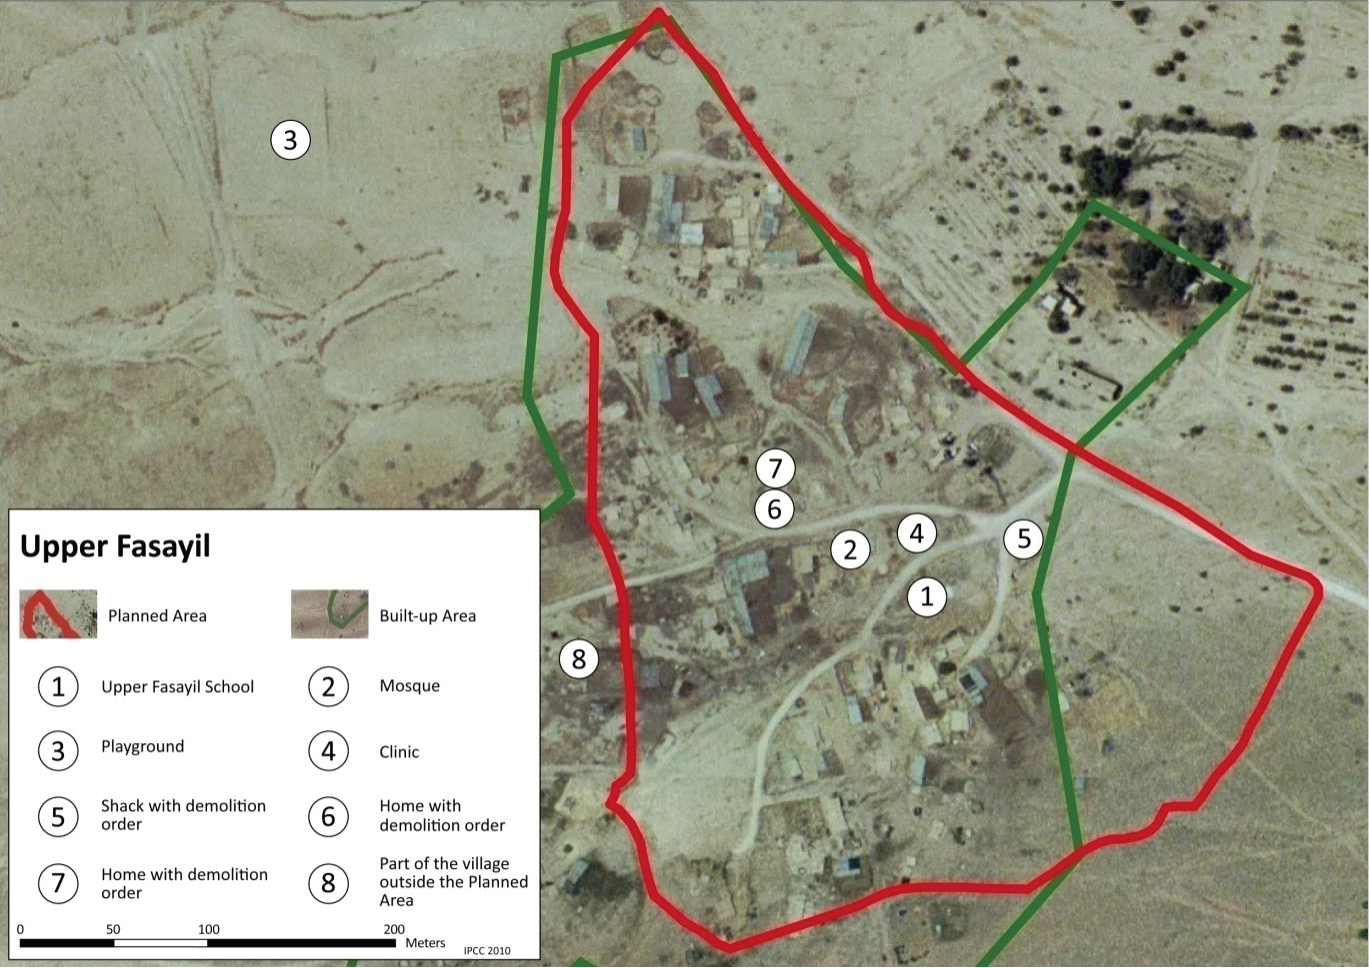 3
7
6
2
4
5
1
8
Upper Fasayil
Planned Area
Built-up Area
1 Upper Fasayil School
2 Mosque
3 Playground
4 Clinic
5 Shack with demolition
order
6 Home with
demolition order
7 Home with demolition
order
8 Part of the village
outside the Planned
Area
0 50 100 200
Meters
IPCC 2010